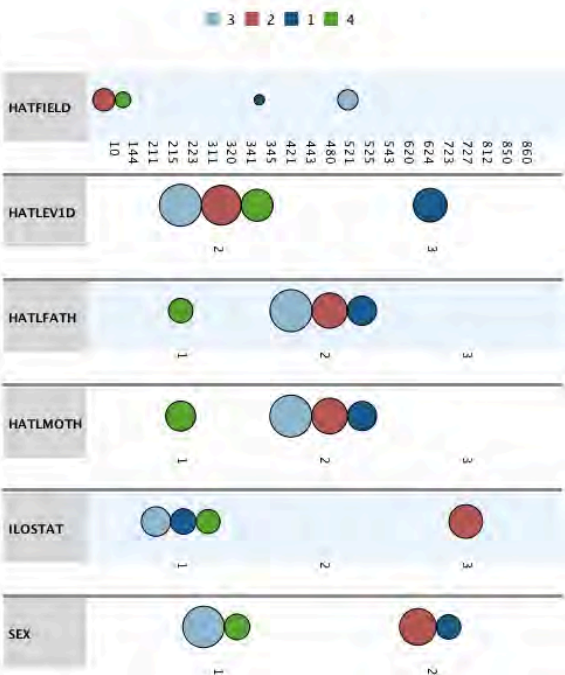 3 2 1 4
HATFIELD
10 144 211 215 223 311 320 341 345 421 443 480 521 525 543 620 624 723 727 812 850 860
HATLEV1D
2 3
HATLFATH
1 2 3
HATLMOTH
1 2 3
ILOSTAT
1 2 3
SEX
1 2